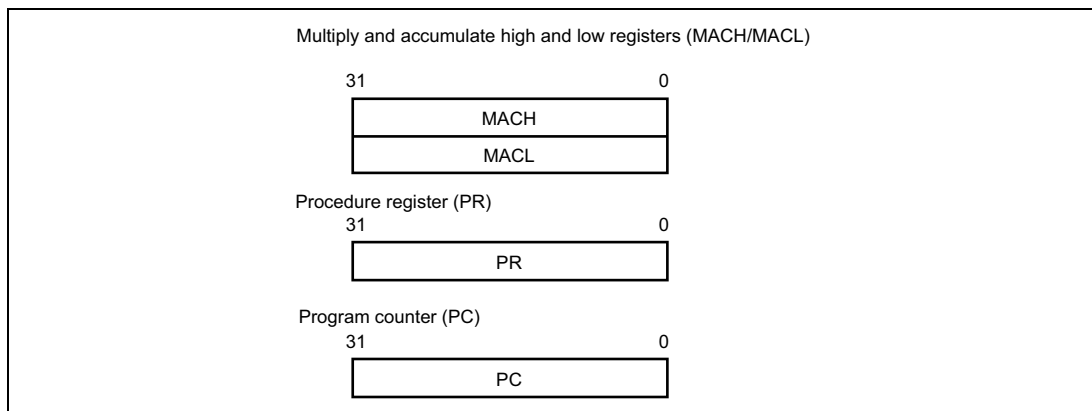 Multiply and accumulate high and low registers (MACH/MACL)
31 0
MACH
MACL
Procedure register (PR)
31 0
PR
Program counter (PC)
31 0
PC